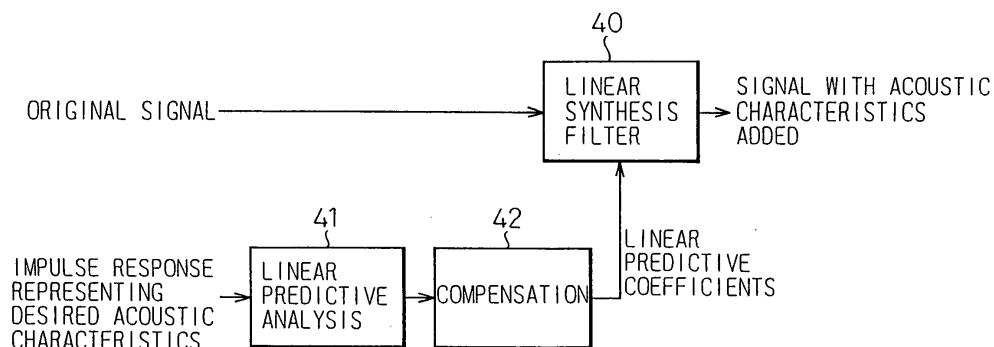 40
ORIGINAL SIGNAL
LINEAR
SYNTHESIS
FILTER
SIGNAL WITH ACOUSTIC
CHARACTERISTICS
ADDED
41
42
IMPULSE RESPONSE
REPRESENTING
DESIRED ACOUSTIC
CHARACTERISTICS
LINEAR
PREDICTIVE
ANALYSIS
COMPENSATION
LINEAR
PREDICTIVE
COEFFICIENTS